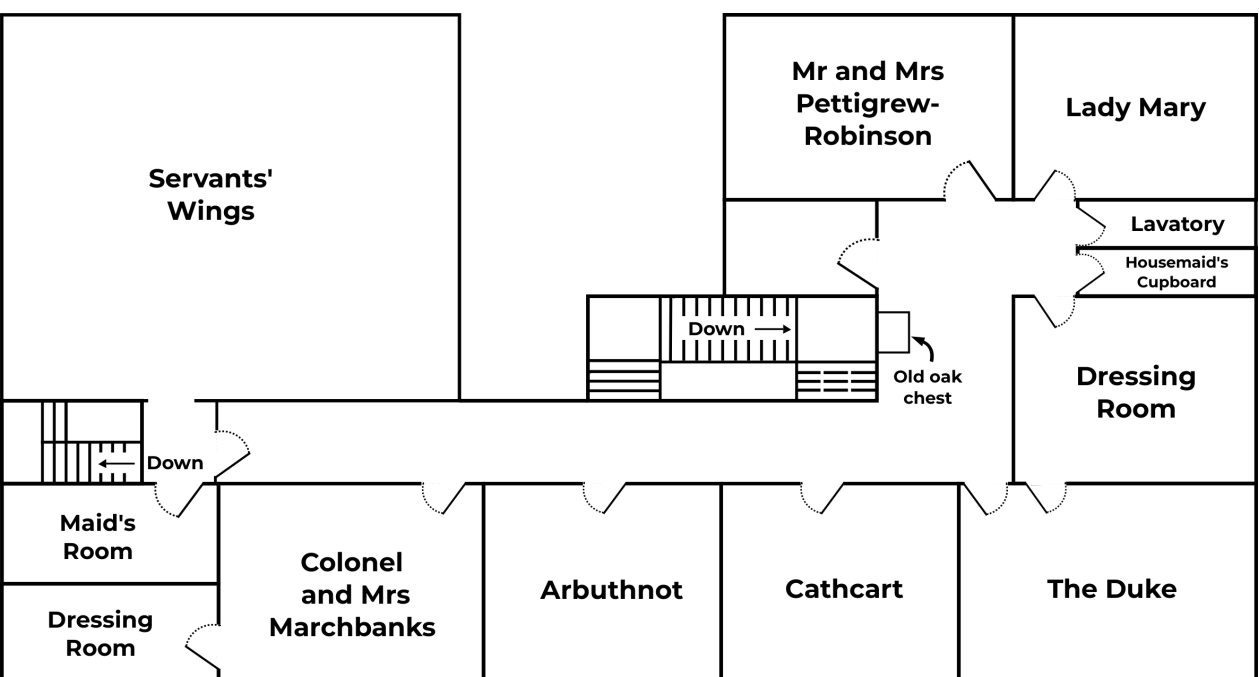 Mr and Mrs
Pettigrew-
Robinson
Lady Mary
Servants'
Wings
Lavatory
Housemaid's
Cupboard
Down
Old oak
chest
Dressing
Room
Down
Maid's
Room
Colonel
and Mrs
Marchbanks
Arbuthnot
Cathcart
The Duke
Dressing
Room